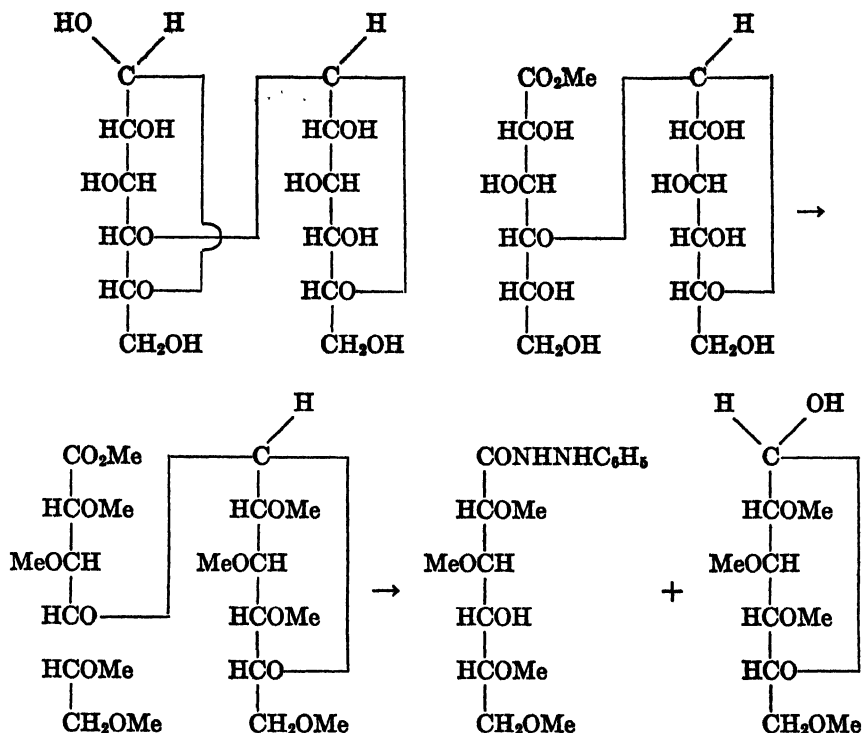 HO H H H
C C CO₂Me C
HCOH HCOH HCOH HCOH
HOCH HOCH HOCH HOCH →
HCO HCOH HCO HCOH
HCO HCO HCOH HCO
CH₂OH CH₂OH CH₂OH CH₂OH
H H OH
CO₂Me C CONHNHC₆H₅ C
HCOMe HCOMe HCOMe HCOMe
MeOCH MeOCH MeOCH MeOCH
HCO HCOMe → HCOH + HCOMe
HCOMe HCO HCOMe HCO
CH₂OMe CH₂OMe CH₂OMe CH₂OMe